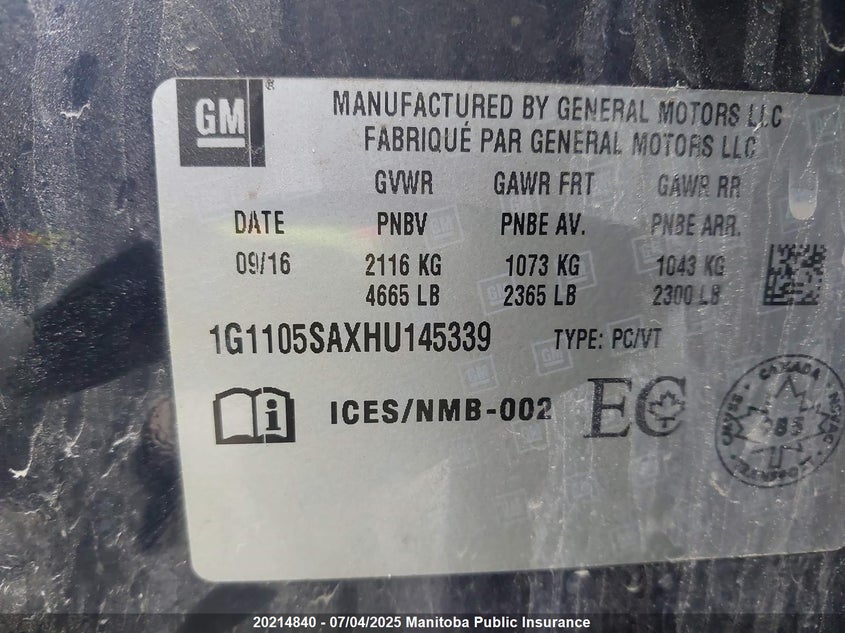 GM
MANUFACTURED BY GENERAL MOTORS LLC
FABRIQUÉ PAR GENERAL MOTORS LLC
GVWR GAWR FRT GAWR RR
DATE PNBV PNBE AV. PNBE ARR.
09/16 2116 KG 1073 KG 1043 KG
4665 LB 2365 LB 2300 LB
1G1105SAXHU145339 TYPE: PC/VT
ICES/NMB-002 EC
CANADA
20214840 - 07/04/2025 Manitoba Public Insurance